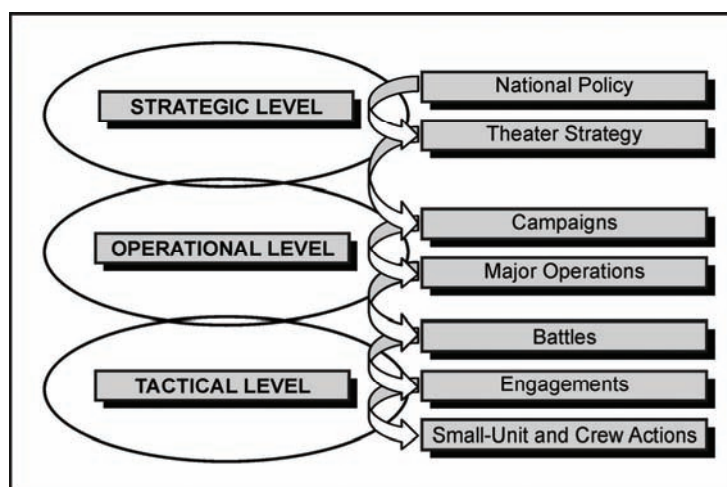 STRATEGIC LEVEL
National Policy
Theater Strategy
OPERATIONAL LEVEL
Campaigns
Major Operations
TACTICAL LEVEL
Battles
Engagements
Small-Unit and Crew Actions